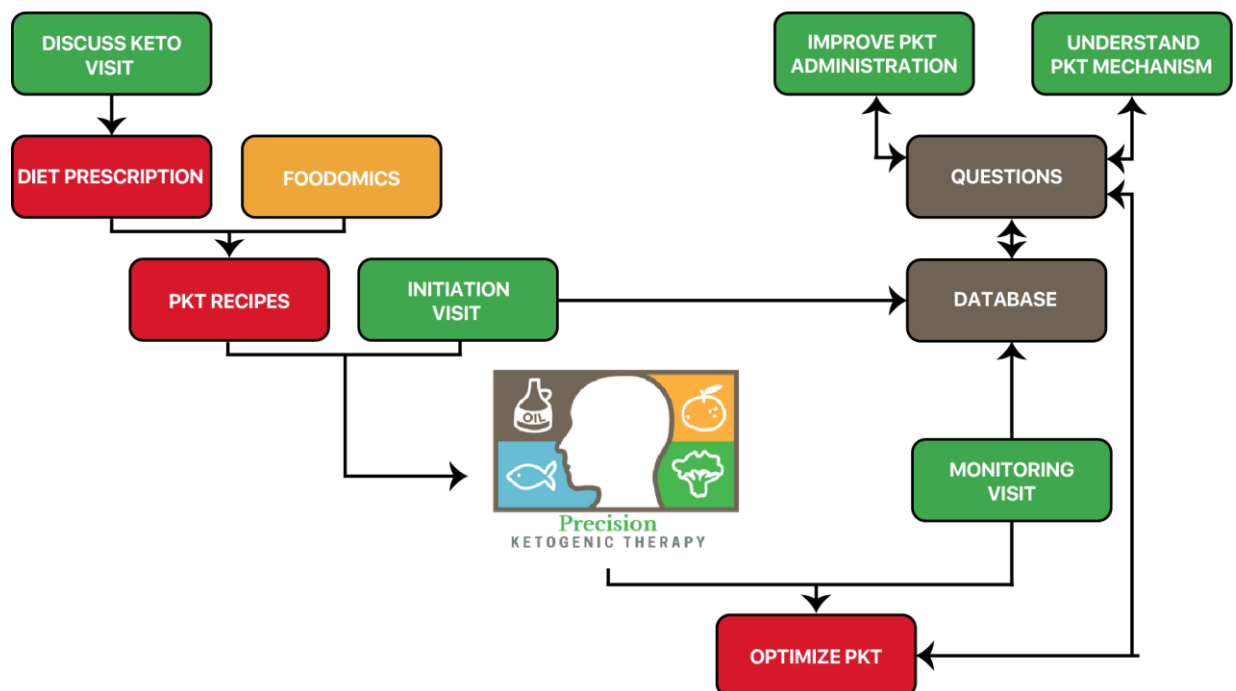 DISCUSS KETO
VISIT
IMPROVE PKT
ADMINISTRATION
UNDERSTAND
PKT MECHANISM
DIET PRESCRIPTION
FOODOMICS
QUESTIONS
PKT RECIPES
INITIATION
VISIT
DATABASE
OIL
MONITORING
VISIT
Precision
KETOGENIC THERAPY
OPTIMIZE PKT